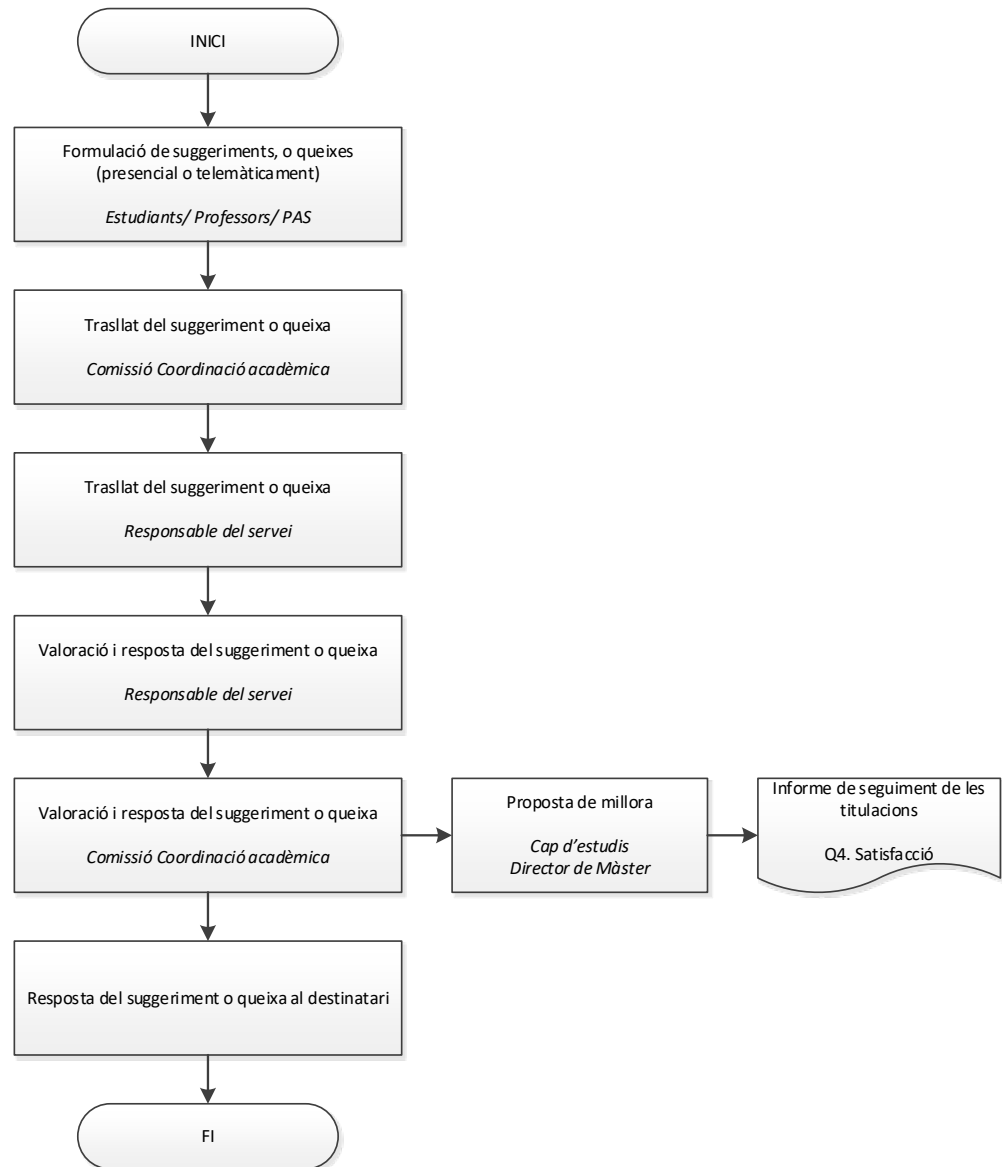 INICI
Formulació de suggeriments, o queixes
(presencial o telemàticament)
Estudiants/ Professors/ PAS
Trasllat del suggeriment o queixa
Comissió Coordinació acadèmica
Trasllat del suggeriment o queixa
Responsable del servei
Valoració i resposta del suggeriment o queixa
Responsable del servei
Valoració i resposta del suggeriment o queixa
Comissió Coordinació acadèmica
Proposta de millora
Cap d’estudis
Director de Màster
Informe de seguiment de les
titulacions
Q4. Satisfacció
Resposta del suggeriment o queixa al destinatari
FI